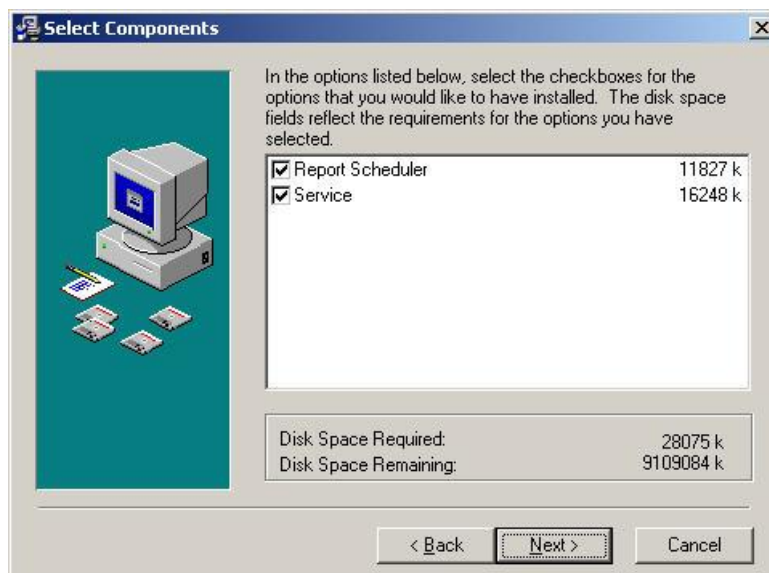 Select Components
In the options listed below, select the checkboxes for the
options that you would like to have installed. The disk space
fields reflect the requirements for the options you have
selected.
Report Scheduler 11827 k
Service 16248 k
Disk Space Required: 28075 k
Disk Space Remaining: 9109084 k
< Back Next > Cancel